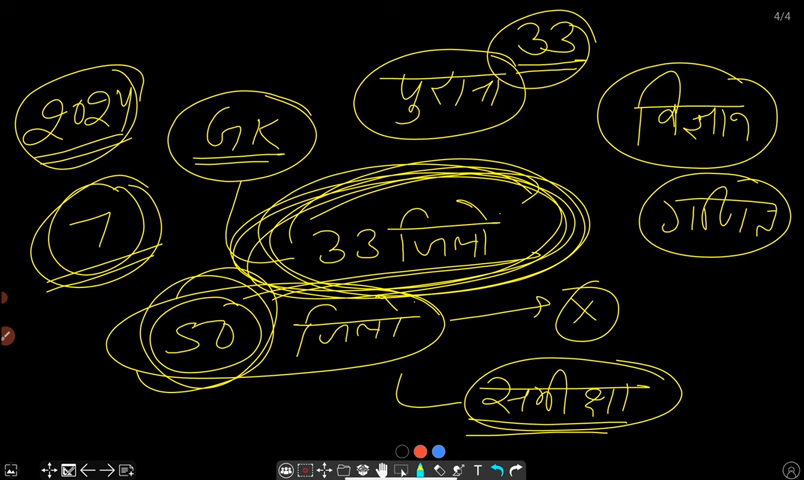 4/4
33
पुराना
2024
GK
विज्ञान
गणित
7
33 जिलो
50 जिलो
X
समीक्षा
T